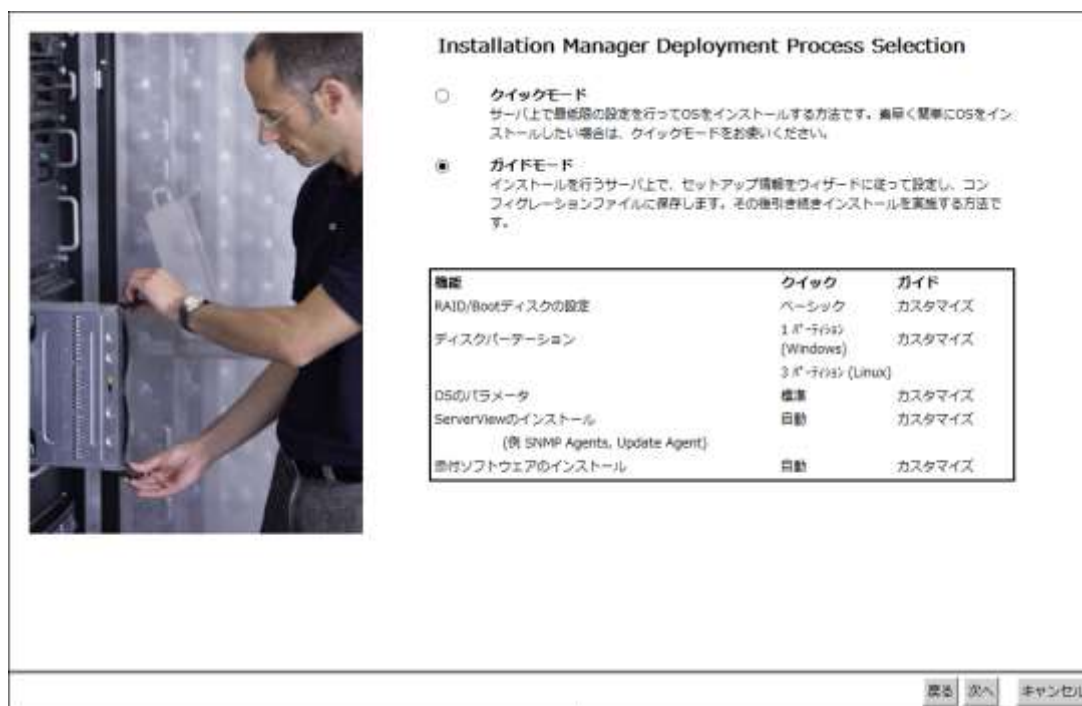 Installation Manager Deployment Process Selection
クイックモード
サーバ上で最低限の設定を行ってOSをインストールする方法です。素早く簡単にOSをイン
ストールしたい場合は、クイックモードをお使いください。
ガイドモード
インストールを行うサーバ上で、セットアップ情報をウィザードに従って設定し、コン
フィグレーションファイルに保存します。その後引き続きインストールを実施する方法で
す。
機能 クイック ガイド
RAID/Bootディスクの設定 ベーシック カスタマイズ
ディスクパーテーション 1 パーティション (Windows) カスタマイズ
3 パーティション (Linux)
OSのパラメータ 標準 カスタマイズ
ServerViewのインストール 自動 カスタマイズ
(例 SNMP Agents, Update Agent)
添付ソフトウェアのインストール 自動 カスタマイズ
戻る 次へ キャンセル